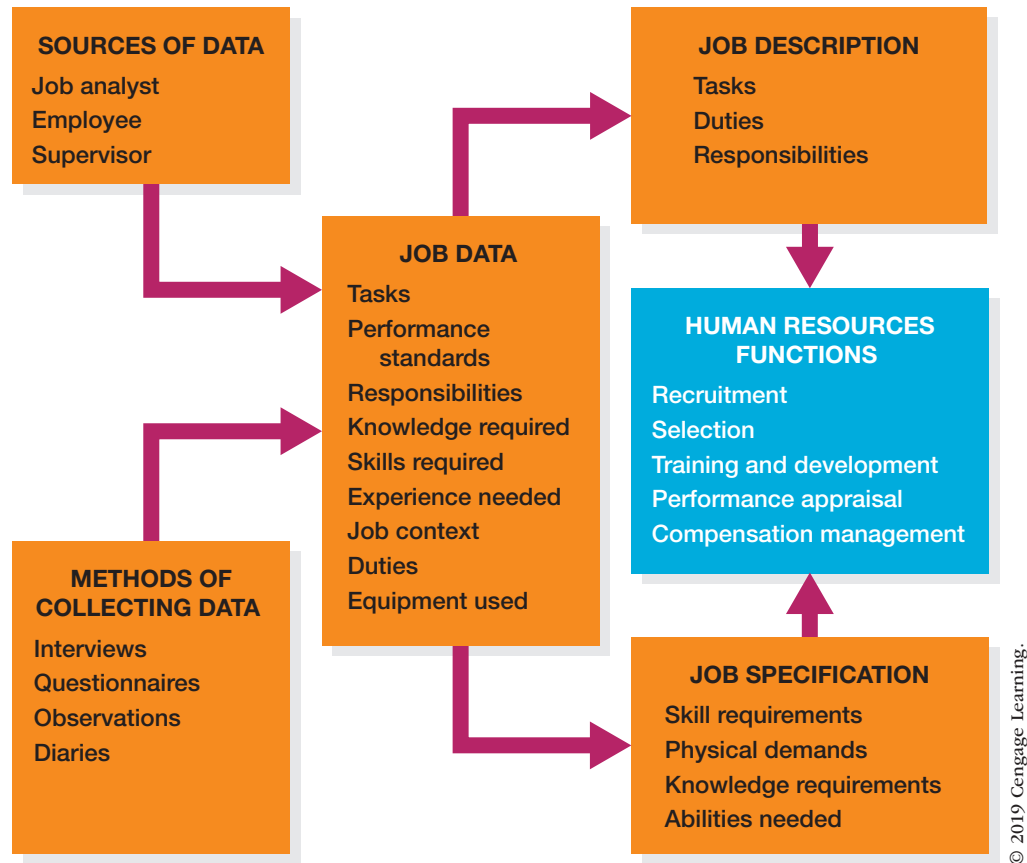 SOURCES OF DATA
Job analyst
Employee
Supervisor
METHODS OF
COLLECTING DATA
Interviews
Questionnaires
Observations
Diaries
JOB DATA
Tasks
Performance
standards
Responsibilities
Knowledge required
Skills required
Experience needed
Job context
Duties
Equipment used
JOB DESCRIPTION
Tasks
Duties
Responsibilities
HUMAN RESOURCES
FUNCTIONS
Recruitment
Selection
Training and development
Performance appraisal
Compensation management
JOB SPECIFICATION
Skill requirements
Physical demands
Knowledge requirements
Abilities needed
© 2019 Cengage Learning.